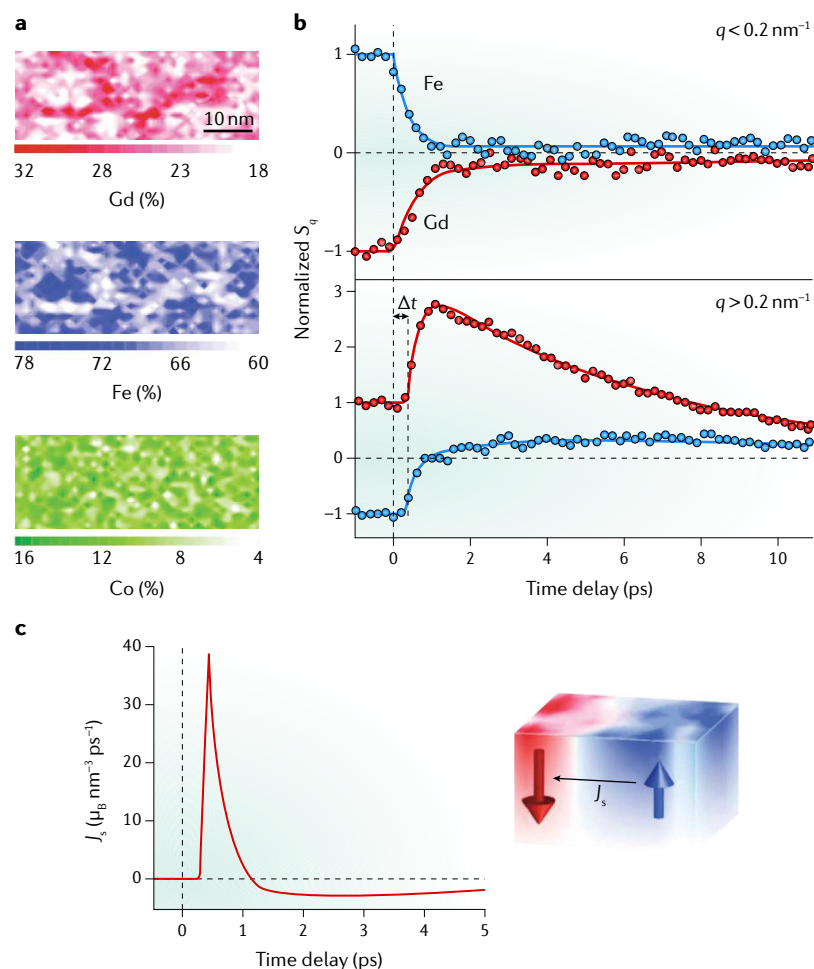 a
10 nm
32 28 23 18
Gd (%)
78 72 66 60
Fe (%)
16 12 8 4
Co (%)
b
q < 0.2 nm⁻¹
Fe
Gd
1
0
−1
Normalized S_q
q > 0.2 nm⁻¹
Δt
3
2
1
0
−1
0 2 4 6 8 10
Time delay (ps)
c
40
30
20
10
0
J_s (μ_B nm⁻³ ps⁻¹)
0 1 2 3 4 5
Time delay (ps)
J_s